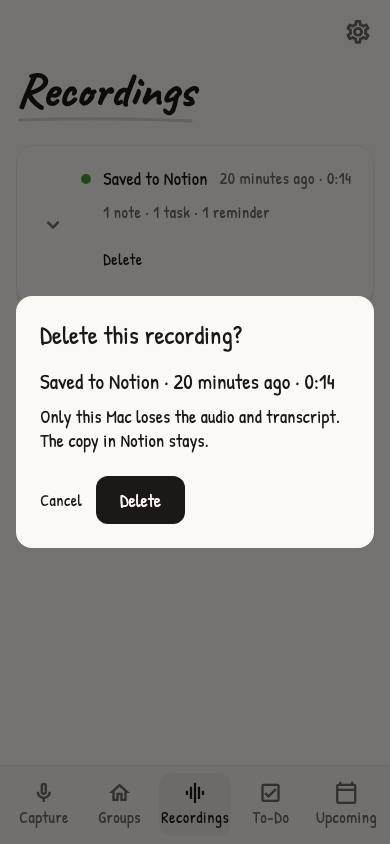 Recordings
Saved to Notion 20 minutes ago · 0:14
1 note · 1 task · 1 reminder
Delete
Delete this recording?
Saved to Notion · 20 minutes ago · 0:14
Only this Mac loses the audio and transcript.
The copy in Notion stays.
Cancel Delete
Capture Groups Recordings To-Do Upcoming